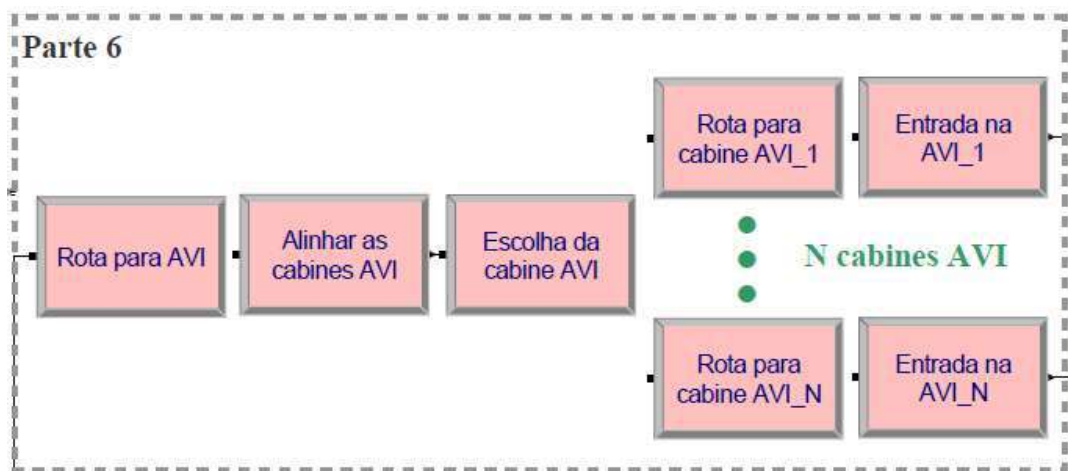 Parte 6
Rota para AVI
Alinhar as
cabines AVI
Escolha da
cabine AVI
Rota para
cabine AVI_1
Entrada na
AVI_1
N cabines AVI
Rota para
cabine AVI_N
Entrada na
AVI_N